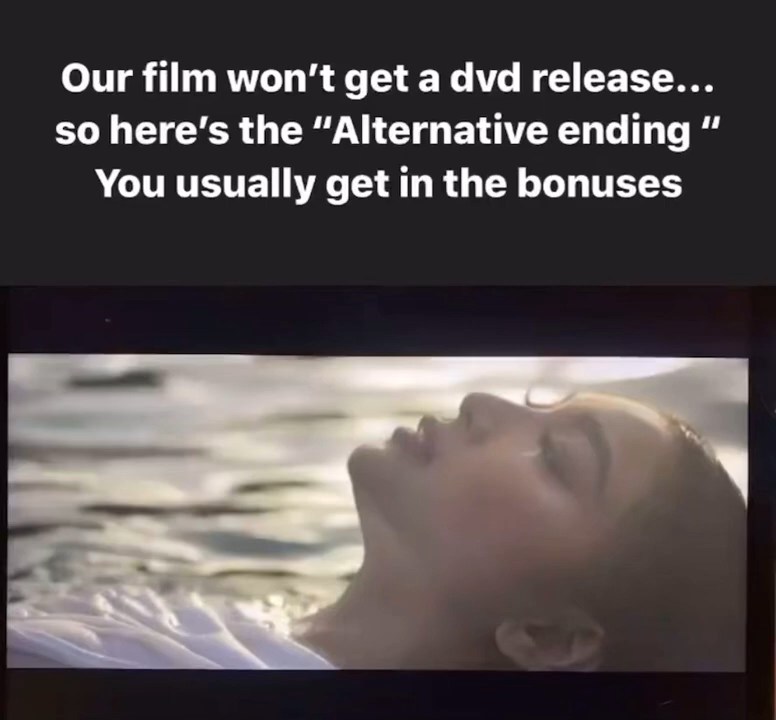 Our film won’t get a dvd release...
so here’s the “Alternative ending “
You usually get in the bonuses